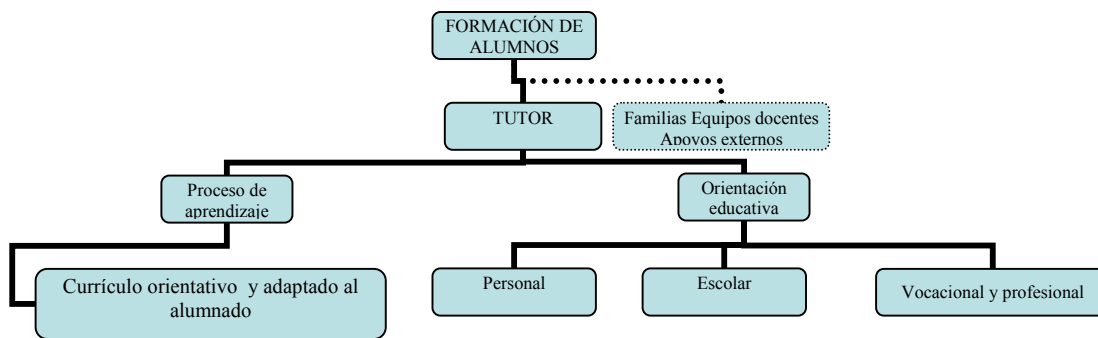 FORMACIÓN DE
ALUMNOS
TUTOR
Familias Equipos docentes
Apoyos externos
Proceso de
aprendizaje
Orientación
educativa
Currículo orientativo y adaptado al
alumnado
Personal
Escolar
Vocacional y profesional